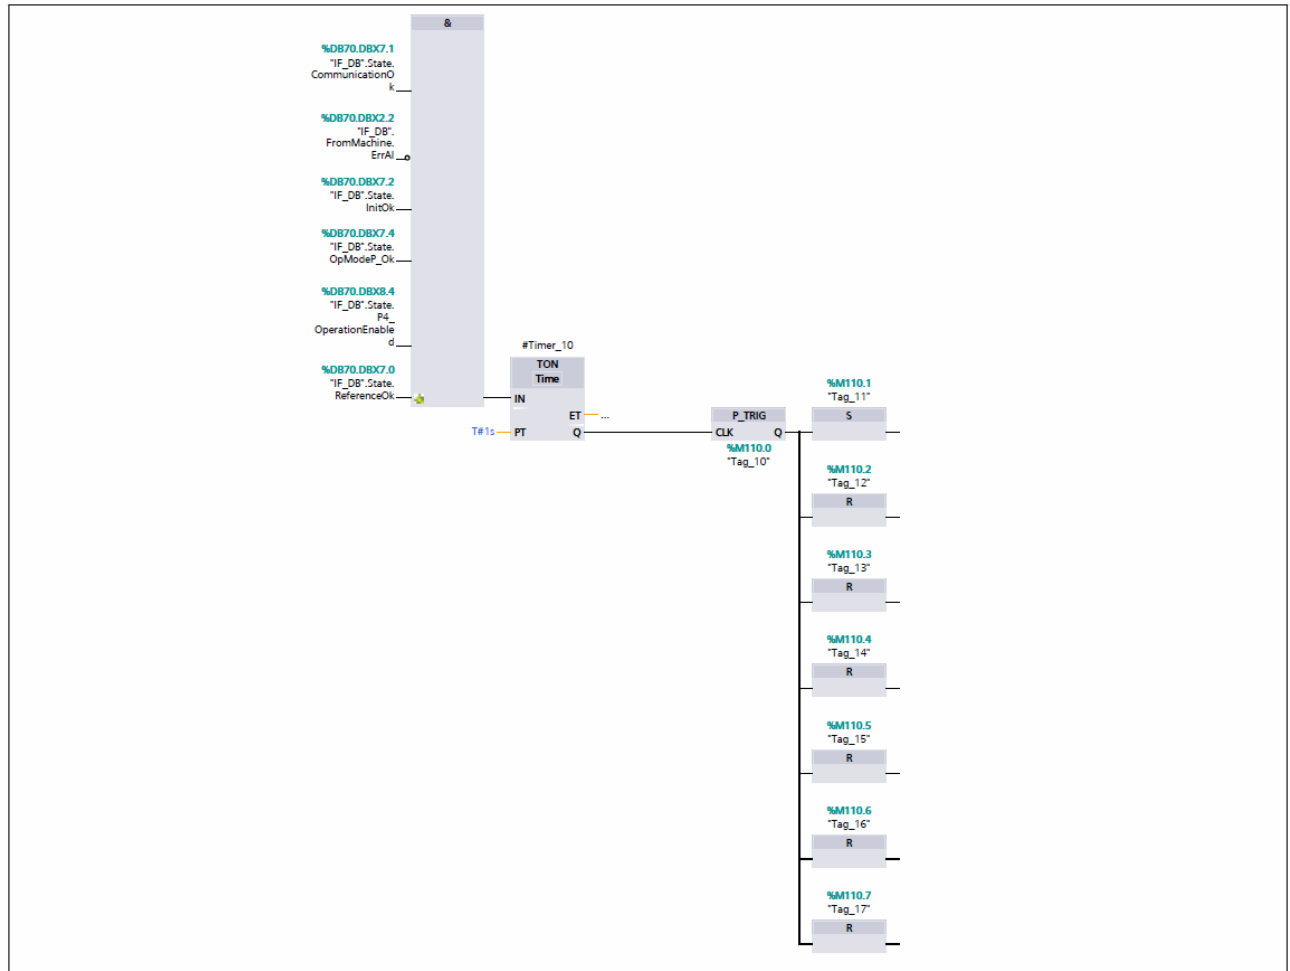 &
%DB70.DBX7.1
"IF_DB".State.
CommunicationO
k
%DB70.DBX2.2
"IF_DB".
FromMachine.
ErrAl
%DB70.DBX7.2
"IF_DB".State.
InitOk
%DB70.DBX7.4
"IF_DB".State.
OpModeP_Ok
%DB70.DBX8.4
"IF_DB".State.
P4_
OperationEnable
d
%DB70.DBX7.0
"IF_DB".State.
ReferenceOk
#Timer_10
TON
Time
IN
ET ...
T#1s PT Q
P_TRIG
CLK Q
%M110.0
"Tag_10"
%M110.1
"Tag_11"
S
%M110.2
"Tag_12"
R
%M110.3
"Tag_13"
R
%M110.4
"Tag_14"
R
%M110.5
"Tag_15"
R
%M110.6
"Tag_16"
R
%M110.7
"Tag_17"
R